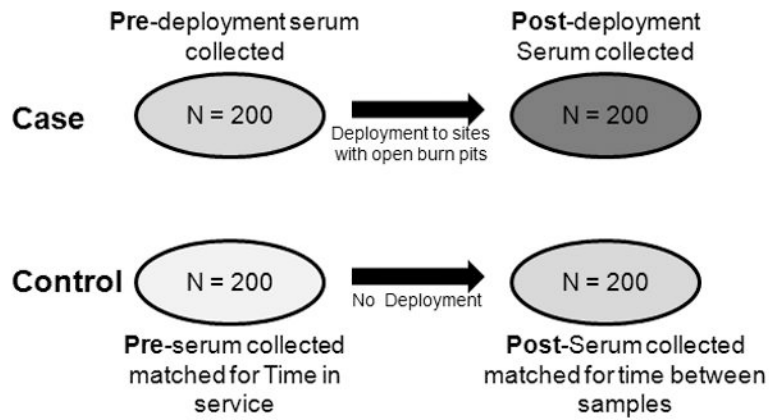 Pre-deployment serum
collected
Post-deployment
Serum collected
Case
N = 200
Deployment to sites
with open burn pits
N = 200
Control
N = 200
No Deployment
N = 200
Pre-serum collected
matched for Time in
service
Post-Serum collected
matched for time between
samples